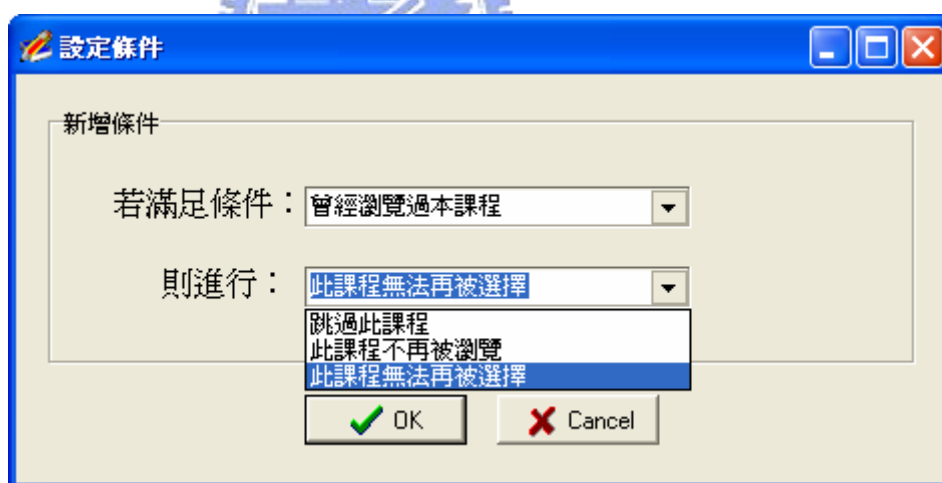 設定條件
新增條件
若滿足條件：曾經瀏覽過本課程
則進行：此課程無法再被選擇
跳過此課程
此課程不再被瀏覽
此課程無法再被選擇
OK Cancel